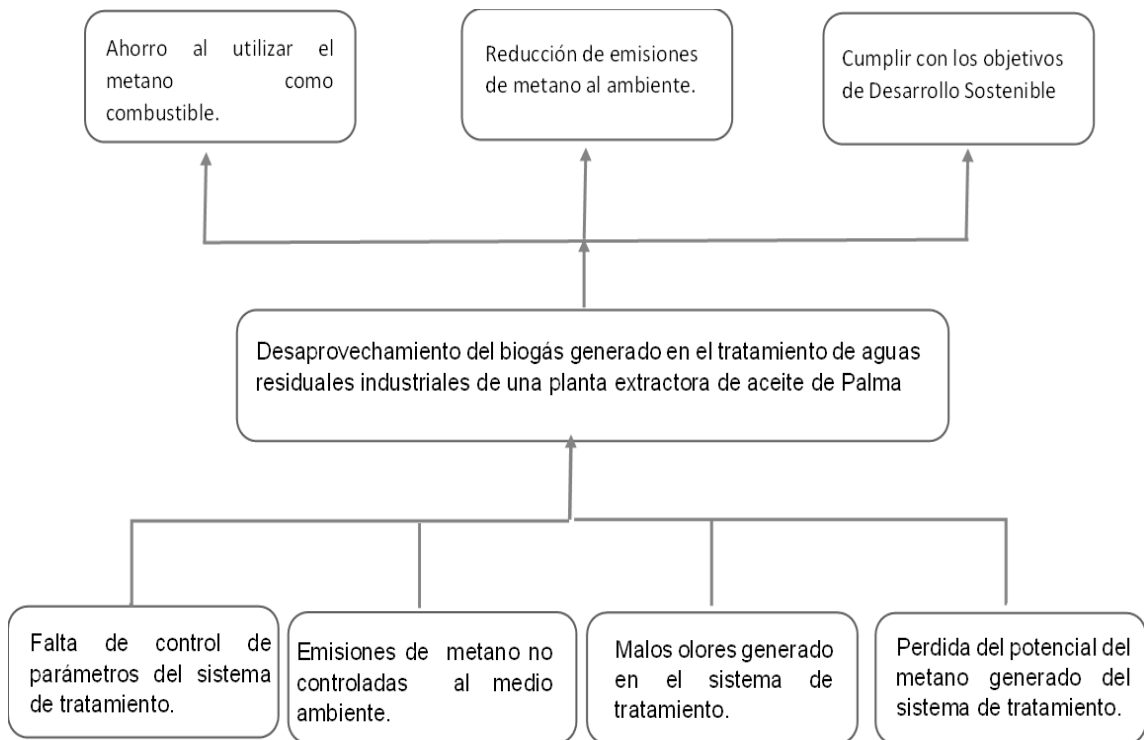 Ahorro al utilizar el
metano como
combustible.
Reducción de emisiones
de metano al ambiente.
Cumplir con los objetivos
de Desarrollo Sostenible
Desaprovechamiento del biogás generado en el tratamiento de aguas
residuales industriales de una planta extractora de aceite de Palma
Falta de control de
parámetros del sistema
de tratamiento.
Emisiones de metano no
controladas al medio
ambiente.
Malos olores generado
en el sistema de
tratamiento.
Perdida del potencial del
metano generado del
sistema de tratamiento.